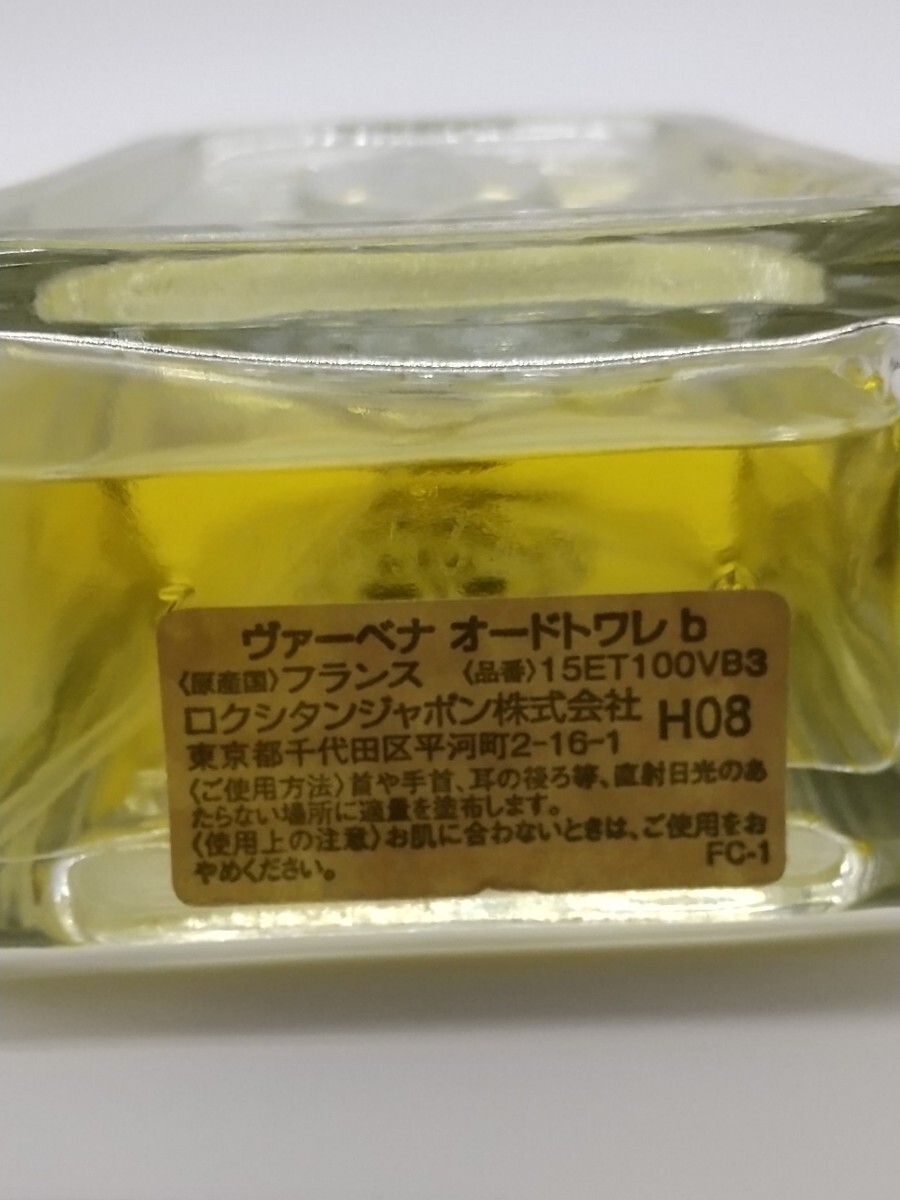 ヴァーベナ オードトワレ b
〈原産国〉フランス 〈品番〉15ET100VB3
ロクシタンジャポン株式会社 H08
東京都千代田区平河町2-16-1
〈ご使用方法〉首や手首、耳の後ろ等、直射日光のあ
たらない場所に適量を塗布します。
〈使用上の注意〉お肌に合わないときは、ご使用をお
やめください。 FC-1